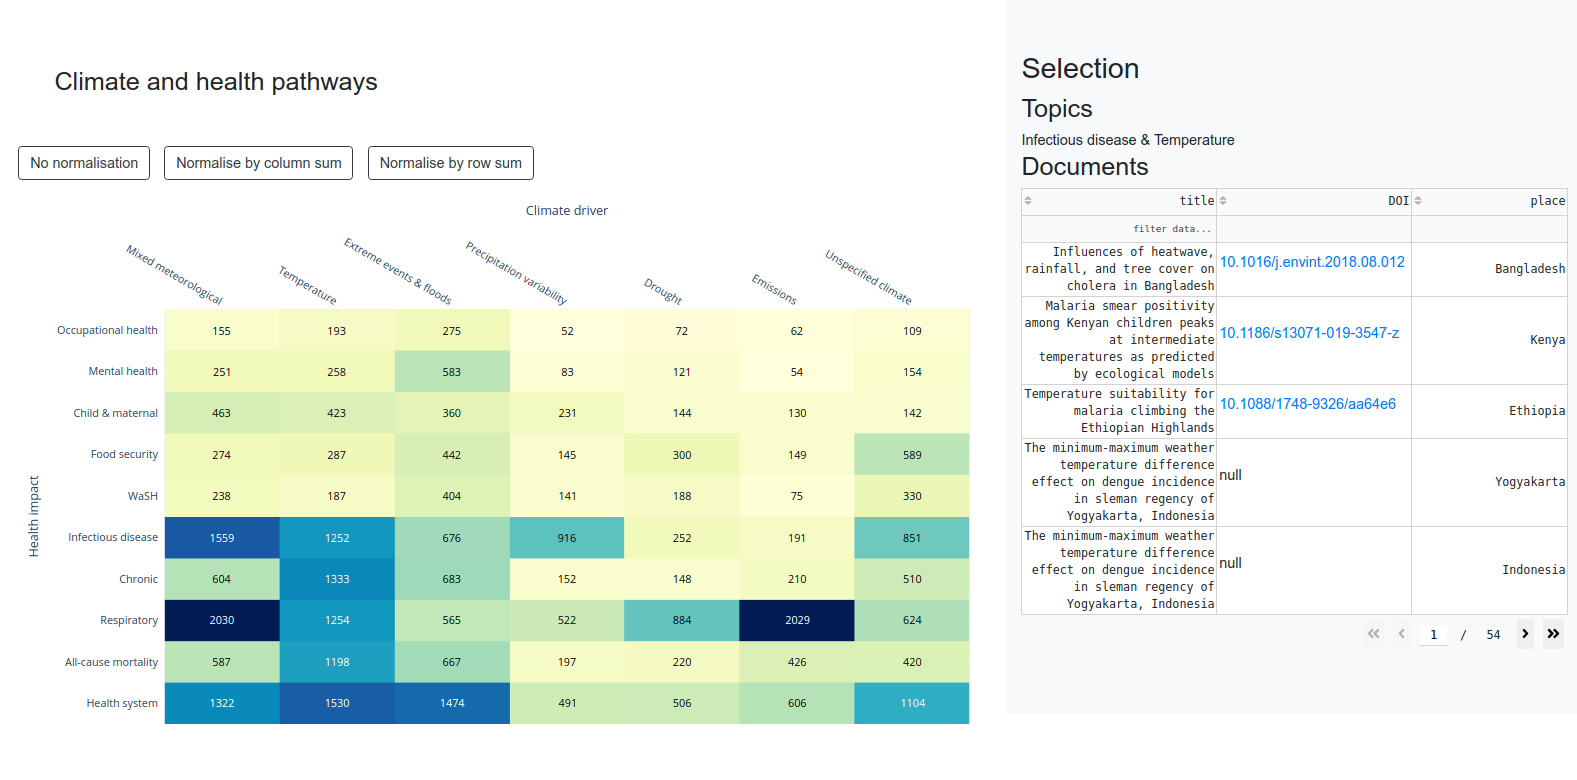 Climate and health pathways
No normalisation Normalise by column sum Normalise by row sum
Climate driver
Mixed meteorological Temperature Extreme events & floods Precipitation variability Drought Emissions Unspecified climate
Health impact
Occupational health 155 193 275 52 72 62 109
Mental health 251 258 583 83 121 54 154
Child & maternal 463 423 360 231 144 130 142
Food security 274 287 442 145 300 149 589
WaSH 238 187 404 141 188 75 330
Infectious disease 1559 1252 676 916 252 191 851
Chronic 604 1333 683 152 148 210 510
Respiratory 2030 1254 565 522 884 2029 624
All-cause mortality 587 1198 667 197 220 426 420
Health system 1322 1530 1474 491 506 606 1104
Selection
Topics
Infectious disease & Temperature
Documents
title DOI place
filter data...
Influences of heatwave,
rainfall, and tree cover on
cholera in Bangladesh
10.1016/j.envint.2018.08.012
Bangladesh
Malaria smear positivity
among Kenyan children peaks
at intermediate
temperatures as predicted
by ecological models
10.1186/s13071-019-3547-z
Kenya
Temperature suitability for
malaria climbing the
Ethiopian Highlands
10.1088/1748-9326/aa64e6
Ethiopia
The minimum-maximum weather
temperature difference
effect on dengue incidence
in sleman regency of
Yogyakarta, Indonesia
null
Yogyakarta
The minimum-maximum weather
temperature difference
effect on dengue incidence
in sleman regency of
Yogyakarta, Indonesia
null
Indonesia
1 / 54